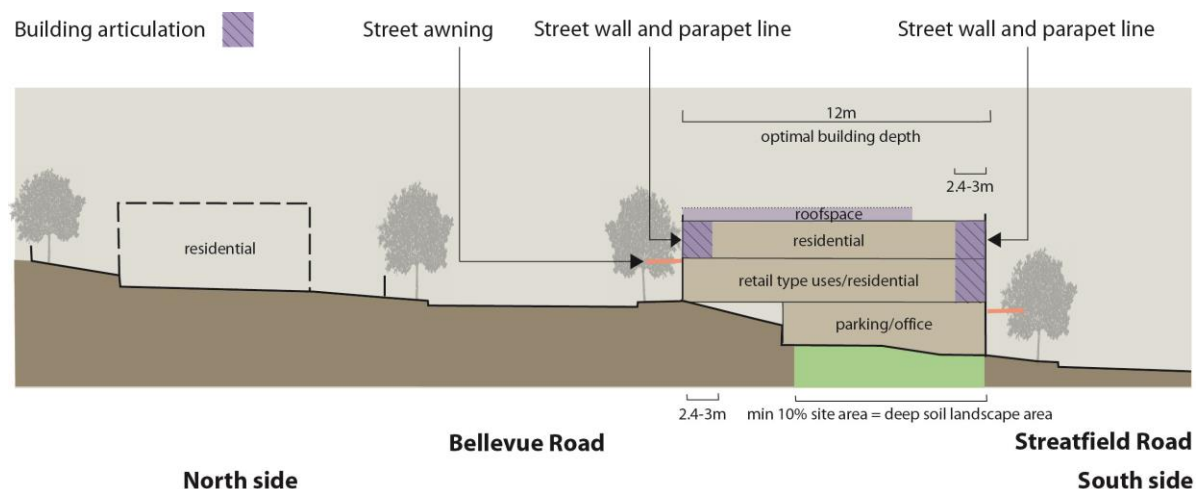 Building articulation
Street awning
Street wall and parapet line
Street wall and parapet line
12m
optimal building depth
2.4-3m
roofspace
residential
residential
retail type uses/residential
parking/office
2.4-3m
min 10% site area = deep soil landscape area
Bellevue Road
Streatfield Road
North side
South side